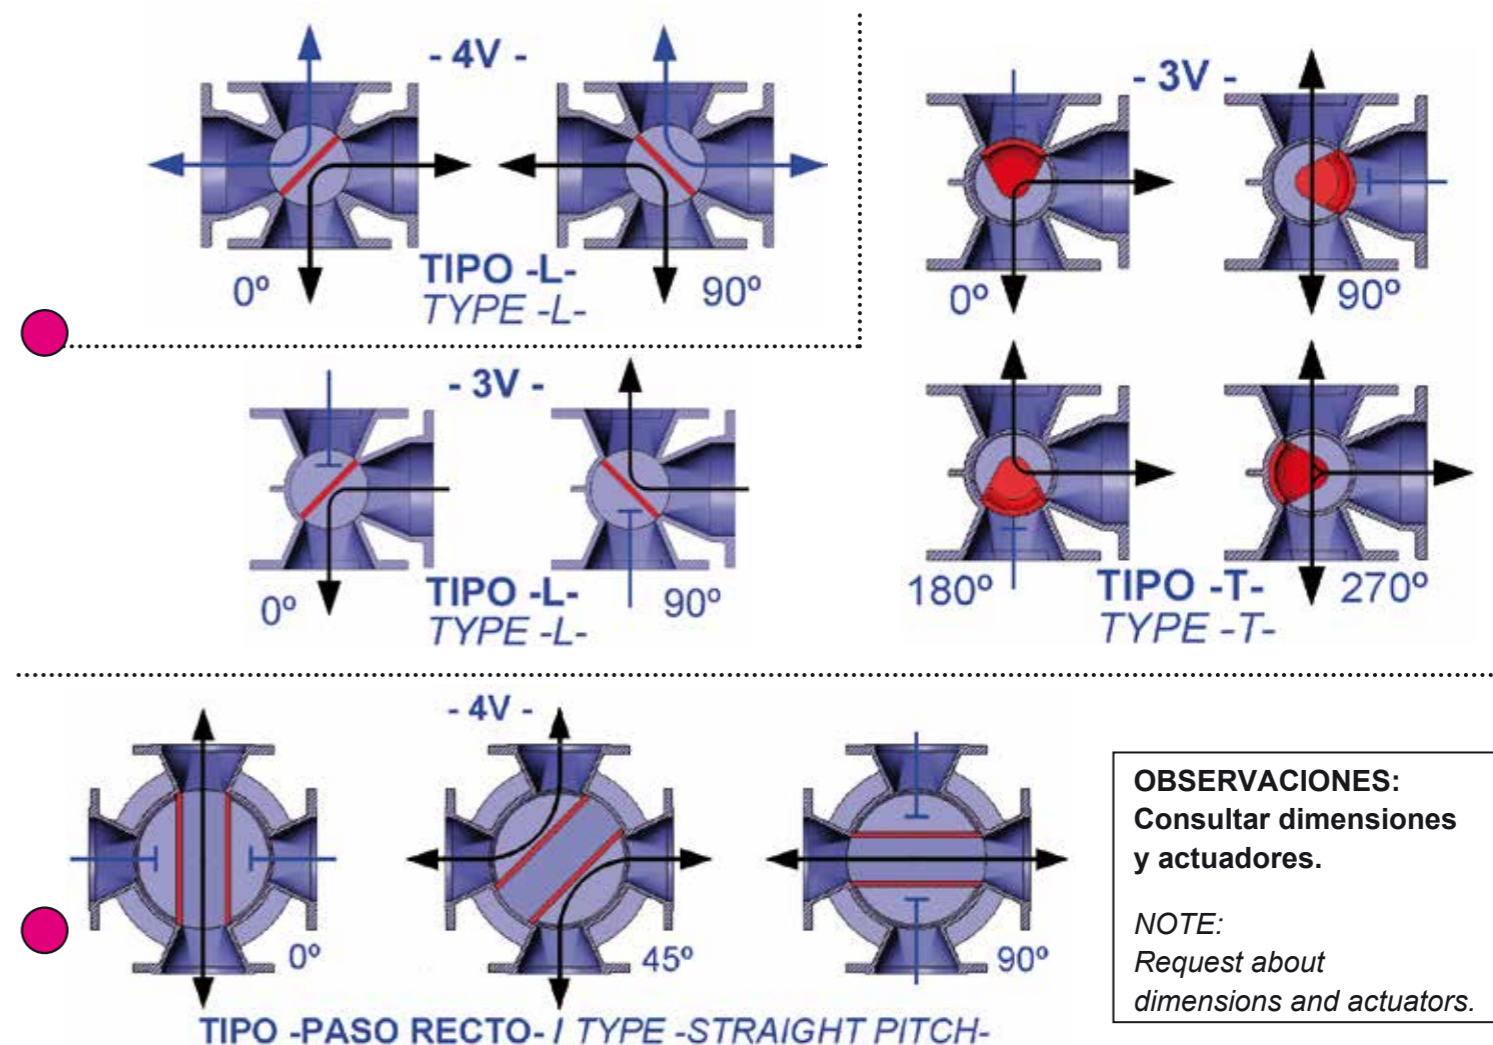 - 4V -
0º
TIPO -L-
TYPE -L-
90º
- 3V -
0º
TIPO -L-
TYPE -L-
90º
- 3V -
0º
90º
180º
TIPO -T-
TYPE -T-
270º
- 4V -
0º
45º
90º
TIPO -PASO RECTO- / TYPE -STRAIGHT PITCH-
OBSERVACIONES:
Consultar dimensiones
y actuadores.
NOTE:
Request about
dimensions and actuators.